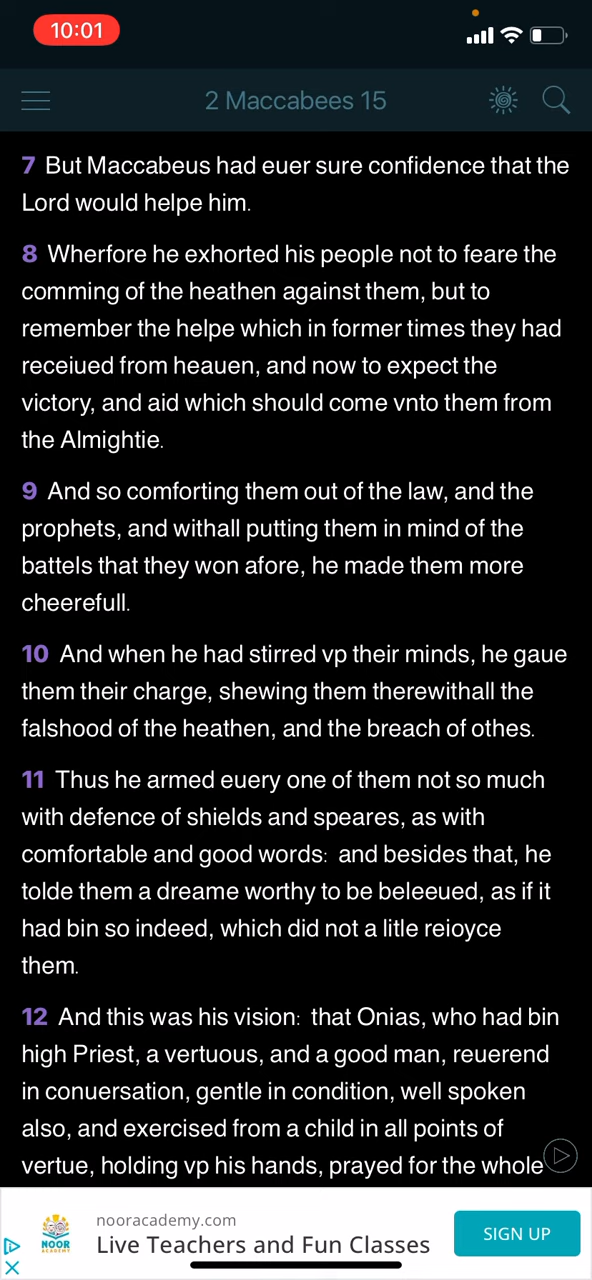 10:01
2 Maccabees 15
7 But Maccabeus had euer sure confidence that the
Lord would helpe him.
8 Wherfore he exhorted his people not to feare the
comming of the heathen against them, but to
remember the helpe which in former times they had
receiued from heauen, and now to expect the
victory, and aid which should come vnto them from
the Almightie.
9 And so comforting them out of the law, and the
prophets, and withall putting them in mind of the
battels that they won afore, he made them more
cheerefull.
10 And when he had stirred vp their minds, he gaue
them their charge, shewing them therewithall the
falshood of the heathen, and the breach of othes.
11 Thus he armed euery one of them not so much
with defence of shields and speares, as with
comfortable and good words: and besides that, he
tolde them a dreame worthy to be beleeued, as if it
had bin so indeed, which did not a litle reioyce
them.
12 And this was his vision: that Onias, who had bin
high Priest, a vertuous, and a good man, reuerend
in conuersation, gentle in condition, well spoken
also, and exercised from a child in all points of
vertue, holding vp his hands, prayed for the whole
nooracademy.com
Live Teachers and Fun Classes
SIGN UP
NOOR
ACADEMY